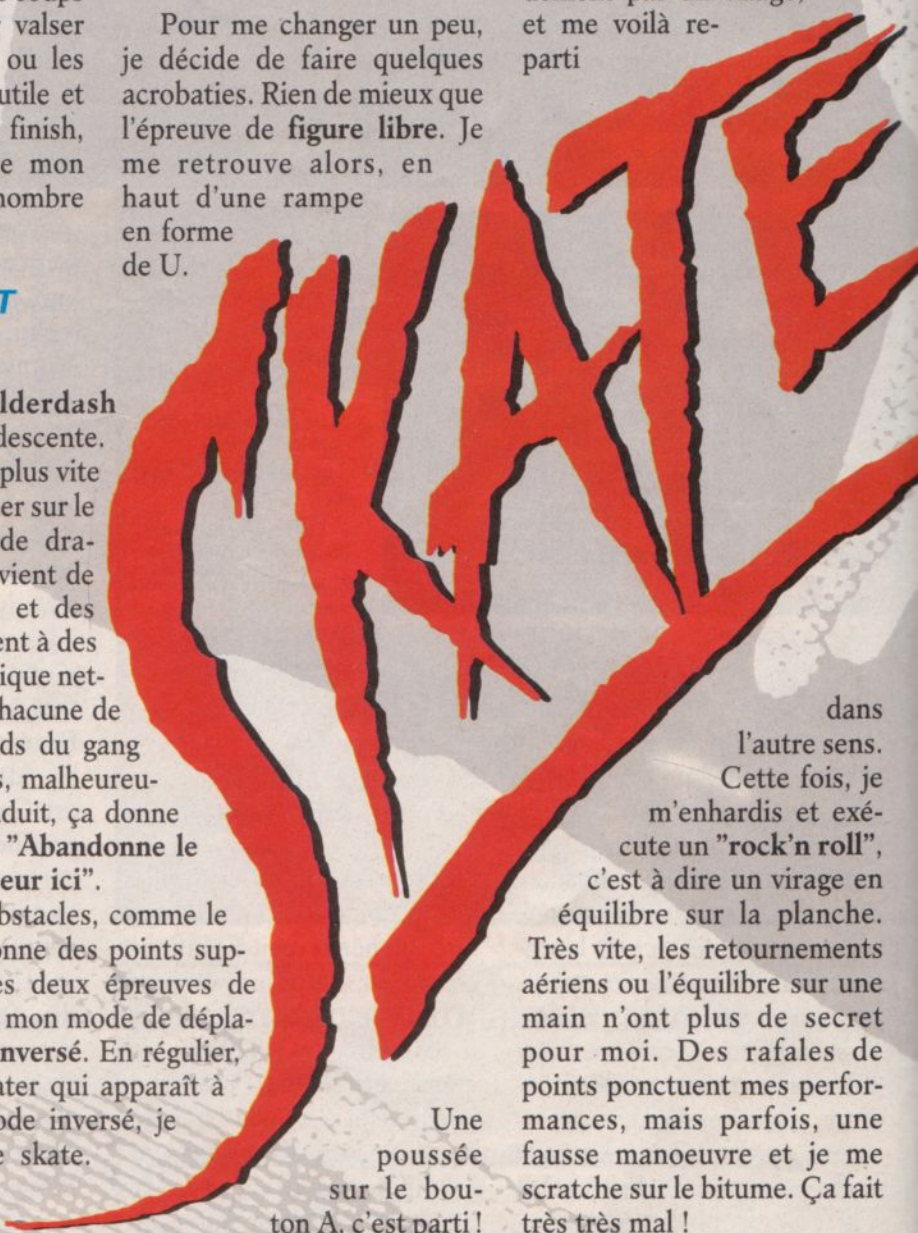 valser
ou les
utile et
finish,
e mon
nombre
T
lderdash
descente.
plus vite
er sur le
de dra-
vient de
et des
ent à des
ique net-
hacune de
ds du gang
s, malheureu-
duit, ça donne
"Abandonne le
eur ici".
bstacles, comme le
onne des points sup-
es deux épreuves de
mon mode de dépla-
nversé. En régulier,
ater qui apparaît à
ode inversé, je
e skate.
Pour me changer un peu,
je décide de faire quelques
acrobaties. Rien de mieux que
l'épreuve de figure libre. Je
me retrouve alors, en
haut d'une rampe
en forme
de U.
SKATE
Une
poussée
sur le bou-
ton A, c'est parti !
et me voilà re-
parti
dans
l'autre sens.
Cette fois, je
m'enhardis et exé-
cute un "rock'n roll",
c'est à dire un virage en
équilibre sur la planche.
Très vite, les retournements
aériens ou l'équilibre sur une
main n'ont plus de secret
pour moi. Des rafales de
points ponctuent mes perfor-
mances, mais parfois, une
fausse manoeuvre et je me
scratche sur le bitume. Ça fait
très très mal !